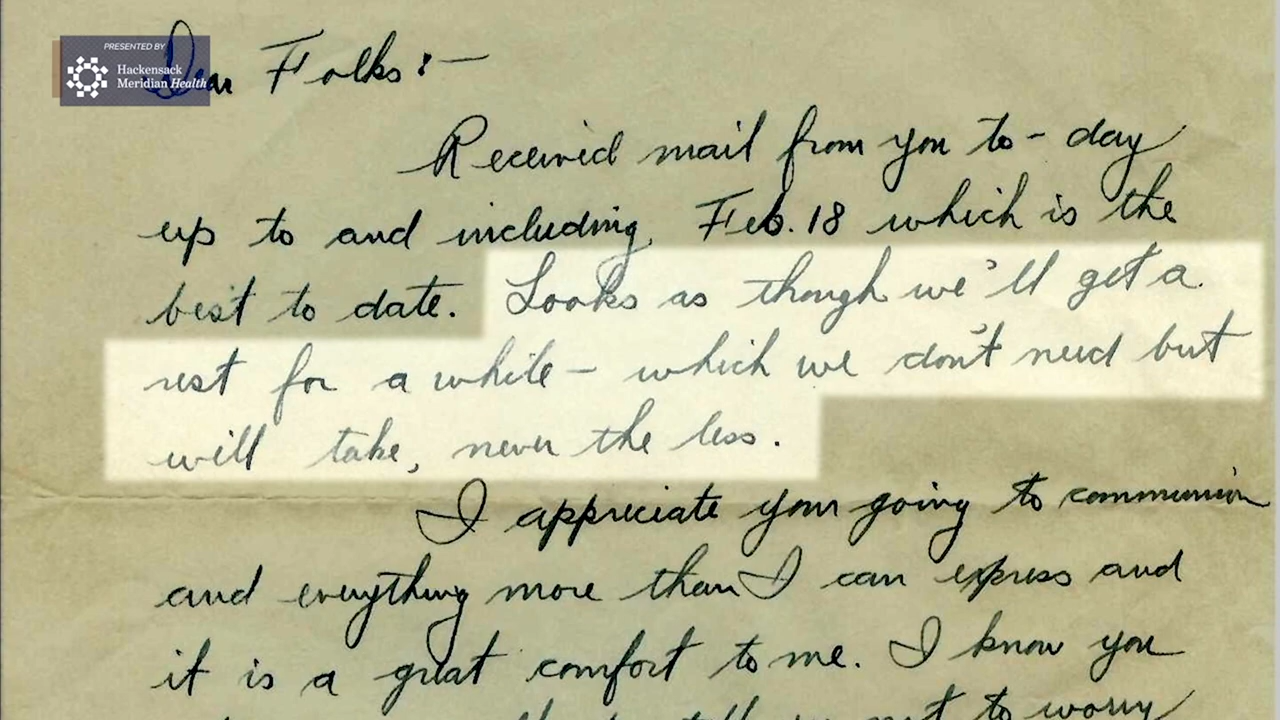 PRESENTED BY
Hackensack
Meridian Health
Dear Folks:—
Received mail from you to-day
up to and including, Feb. 18 which is the
best to date. Looks as though we'll get a
rest for a while — which we don't need but
will take, never the less.
I appreciate your going to communion
and everything more than I can express and
it is a great comfort to me. I know you
not to worry